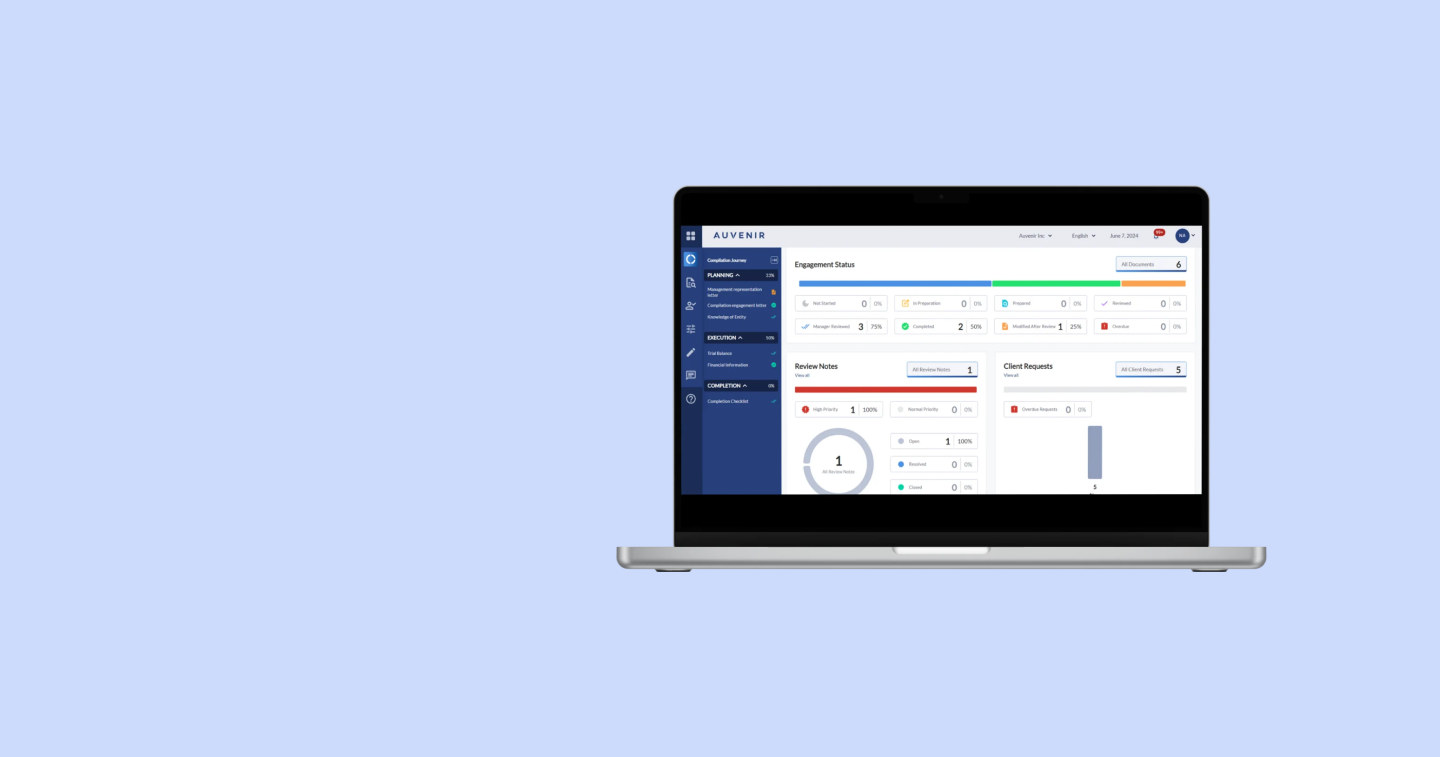 AUVENIR
Auvenir Inc
English
June 7, 2024
99+
NG
Compilation Journey
PLANNING
33%
Management representation
letter
Compilation engagement letter
Knowledge of Entity
EXECUTION
50%
Trial Balance
Financial Information
COMPLETION
0%
Completion Checklist
Engagement Status
All Documents 6
Not Started 0 0%
In Preparation 0 0%
Prepared 0 0%
Reviewed 0 0%
Manager Reviewed 3 75%
Completed 2 50%
Modified After Review 1 25%
Overdue 0 0%
Review Notes
View all
All Review Notes 1
High Priority 1 100%
Normal Priority 0 0%
1
All Review Notes
Open 1 100%
Resolved 0 0%
Closed 0 0%
Client Requests
View all
All Client Requests 5
Overdue Requests 0 0%
5